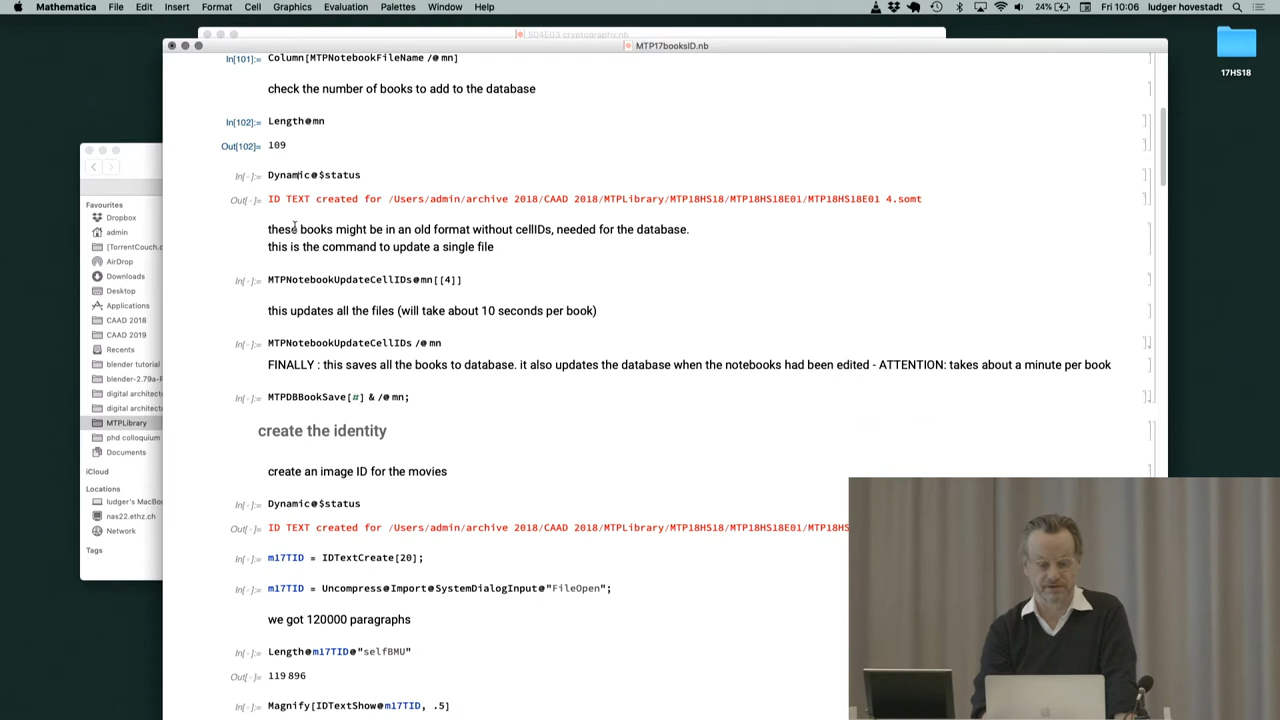 Mathematica File Edit Insert Format Cell Graphics Evaluation Palettes Window Help 24% Fri 10:06 ludger hovestadt
S04E03 cryptography.nb
MTP17booksID.nb
17HS18
In[101]:= Column[MTPNotebookFileName /@ mn]
check the number of books to add to the database
In[102]:= Length@mn
Out[102]= 109
In[ ]:= Dynamic@$status
Out[ ]= ID TEXT created for /Users/admin/archive 2018/CAAD 2018/MTPLibrary/MTP18HS18/MTP18HS18E01/MTP18HS18E01 4.somt
these books might be in an old format without cellIDs, needed for the database.
this is the command to update a single file
In[ ]:= MTPNotebookUpdateCellIDs@mn[[4]]
this updates all the files (will take about 10 seconds per book)
In[ ]:= MTPNotebookUpdateCellIDs /@ mn
FINALLY : this saves all the books to database. it also updates the database when the notebooks had been edited - ATTENTION: takes about a minute per book
In[ ]:= MTPDBBookSave[#] & /@ mn;
create the identity
create an image ID for the movies
In[ ]:= Dynamic@$status
Out[ ]= ID TEXT created for /Users/admin/archive 2018/CAAD 2018/MTPLibrary/MTP18HS18/MTP18HS18E01/MTP18HS
In[ ]:= m17TID = IDTextCreate[20];
In[ ]:= m17TID = Uncompress@Import@SystemDialogInput@"FileOpen";
we got 120000 paragraphs
In[ ]:= Length@m17TID@"selfBMU"
Out[ ]= 119 896
In[ ]:= Magnify[IDTextShow@m17TID, .5]
Favourites
Dropbox
admin
[TorrentCouch.c
AirDrop
Downloads
Desktop
Applications
CAAD 2018
CAAD 2019
Recents
blender tutorial
blender-2.79a-
digital architec
digital architec
MTPLibrary
phd colloquium
Documents
iCloud
Locations
ludger's MacBo
nas22.ethz.ch
Network
Tags